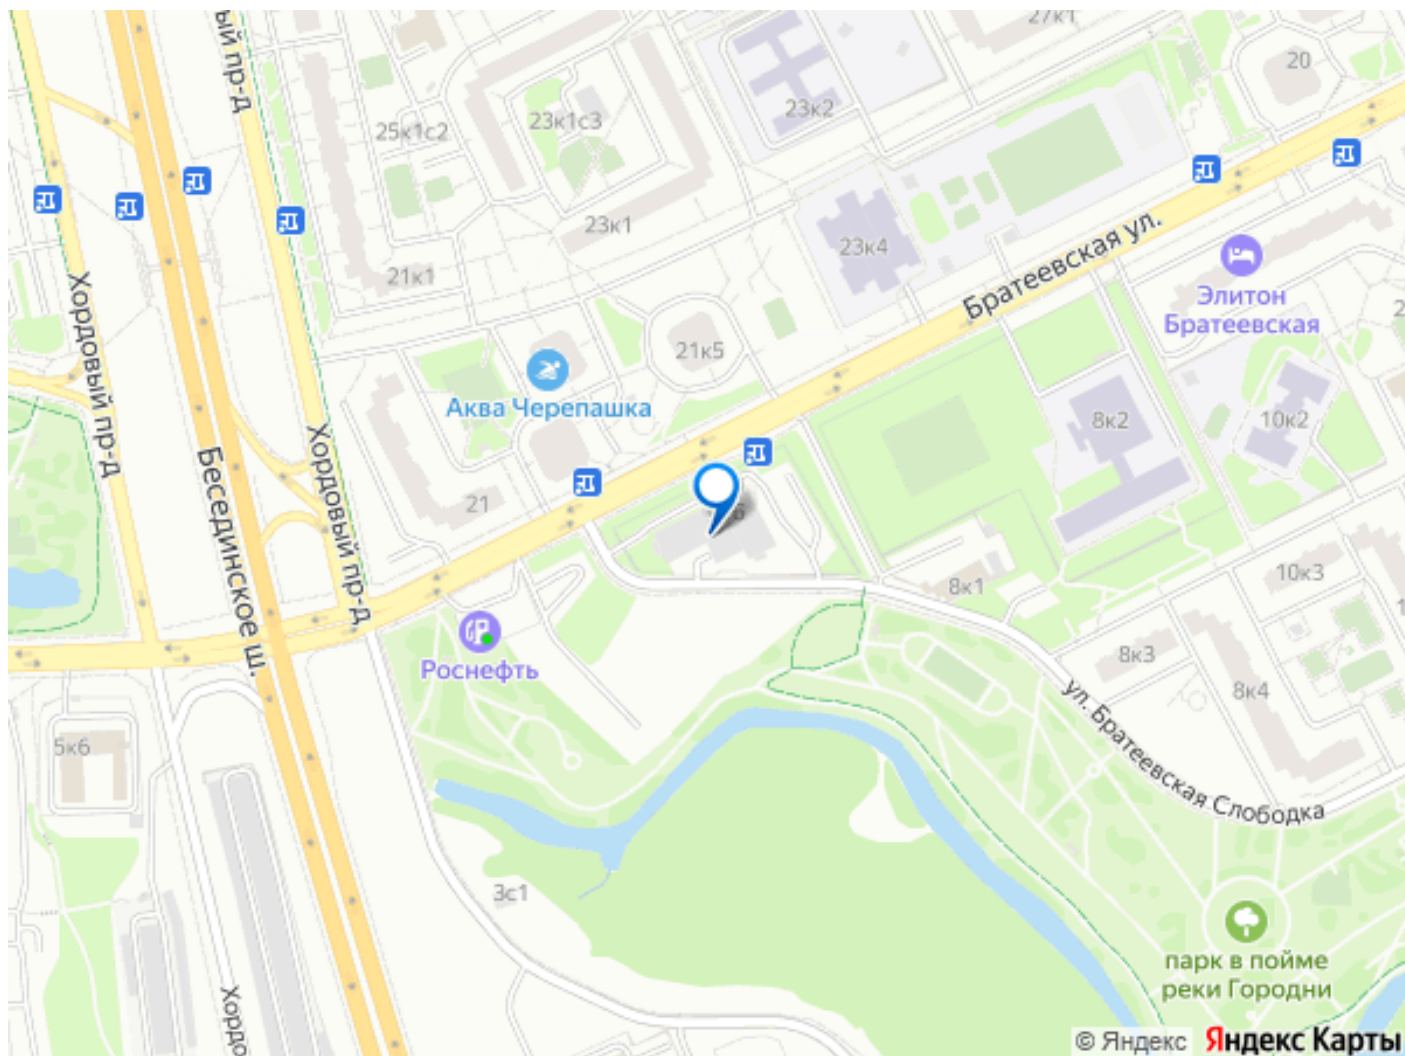 ый пр-д
27к1
20
25к1с2
23к1с3
23к2
23к1
23к4
21к1
Братеевская ул.
Элитон
Братеевская
Хордовый пр-д
21к5
Аква Черепашка
8к2
10к2
Хордовый пр-д
Бесединское ш.
21
8к1
10к3
Роснефть
8к3
8к4
ул. Братеевская Слободка
5к6
3с1
парк в пойме
реки Городни
Хордо
© Яндекс Яндекс Карты